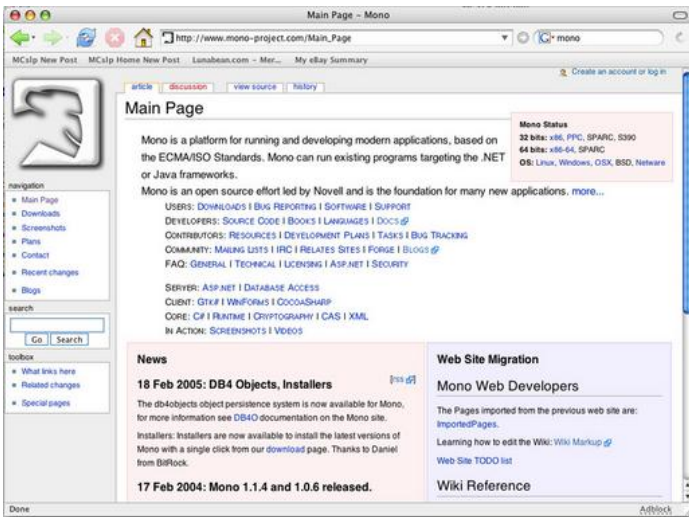 Main Page - Mono
http://www.mono-project.com/Main_Page
mono
MCslp New Post MCslp Home New Post Lunabean.com - Mer... My eBay Summary
Create an account or log in
article discussion view source history
Main Page
Mono Status
32 bits: x86, PPC, SPARC, S390
64 bits: x86-64, SPARC
OS: Linux, Windows, OSX, BSD, Netware
Mono is a platform for running and developing modern applications, based on
the ECMA/ISO Standards. Mono can run existing programs targeting the .NET
or Java frameworks.
Mono is an open source effort led by Novell and is the foundation for many new applications. more...
USERS: DOWNLOADS | BUG REPORTING | SOFTWARE | SUPPORT
DEVELOPERS: SOURCE CODE | BOOKS | LANGUAGES | DOCS
CONTRIBUTORS: RESOURCES | DEVELOPMENT PLANS | TASKS | BUG TRACKING
COMMUNITY: MAILING LISTS | IRC | RELATES SITES | FORGE | BLOGS
FAQ: GENERAL | TECHNICAL | LICENSING | ASP.NET | SECURITY
SERVER: ASP.NET | DATABASE ACCESS
CLIENT: GTK# | WINFORMS | COCOASHARP
CORE: C# | RUNTIME | CRYPTOGRAPHY | CAS | XML
IN ACTION: SCREENSHOTS | VIDEOS
navigation
Main Page
Downloads
Screenshots
Plans
Contact
Recent changes
Blogs
search
Go Search
toolbox
What links here
Related changes
Special pages
News
[rss]
18 Feb 2005: DB4 Objects, Installers
The db4objects object persistence system is now available for Mono,
for more information see DB4O documentation on the Mono site.
Installers: Installers are now available to install the latest versions of
Mono with a single click from our download page. Thanks to Daniel
from BitRock.
17 Feb 2004: Mono 1.1.4 and 1.0.6 released.
Web Site Migration
Mono Web Developers
The Pages imported from the previous web site are:
ImportedPages.
Learning how to edit the Wiki: Wiki Markup
Web Site TODO list
Wiki Reference
Done
Adblock